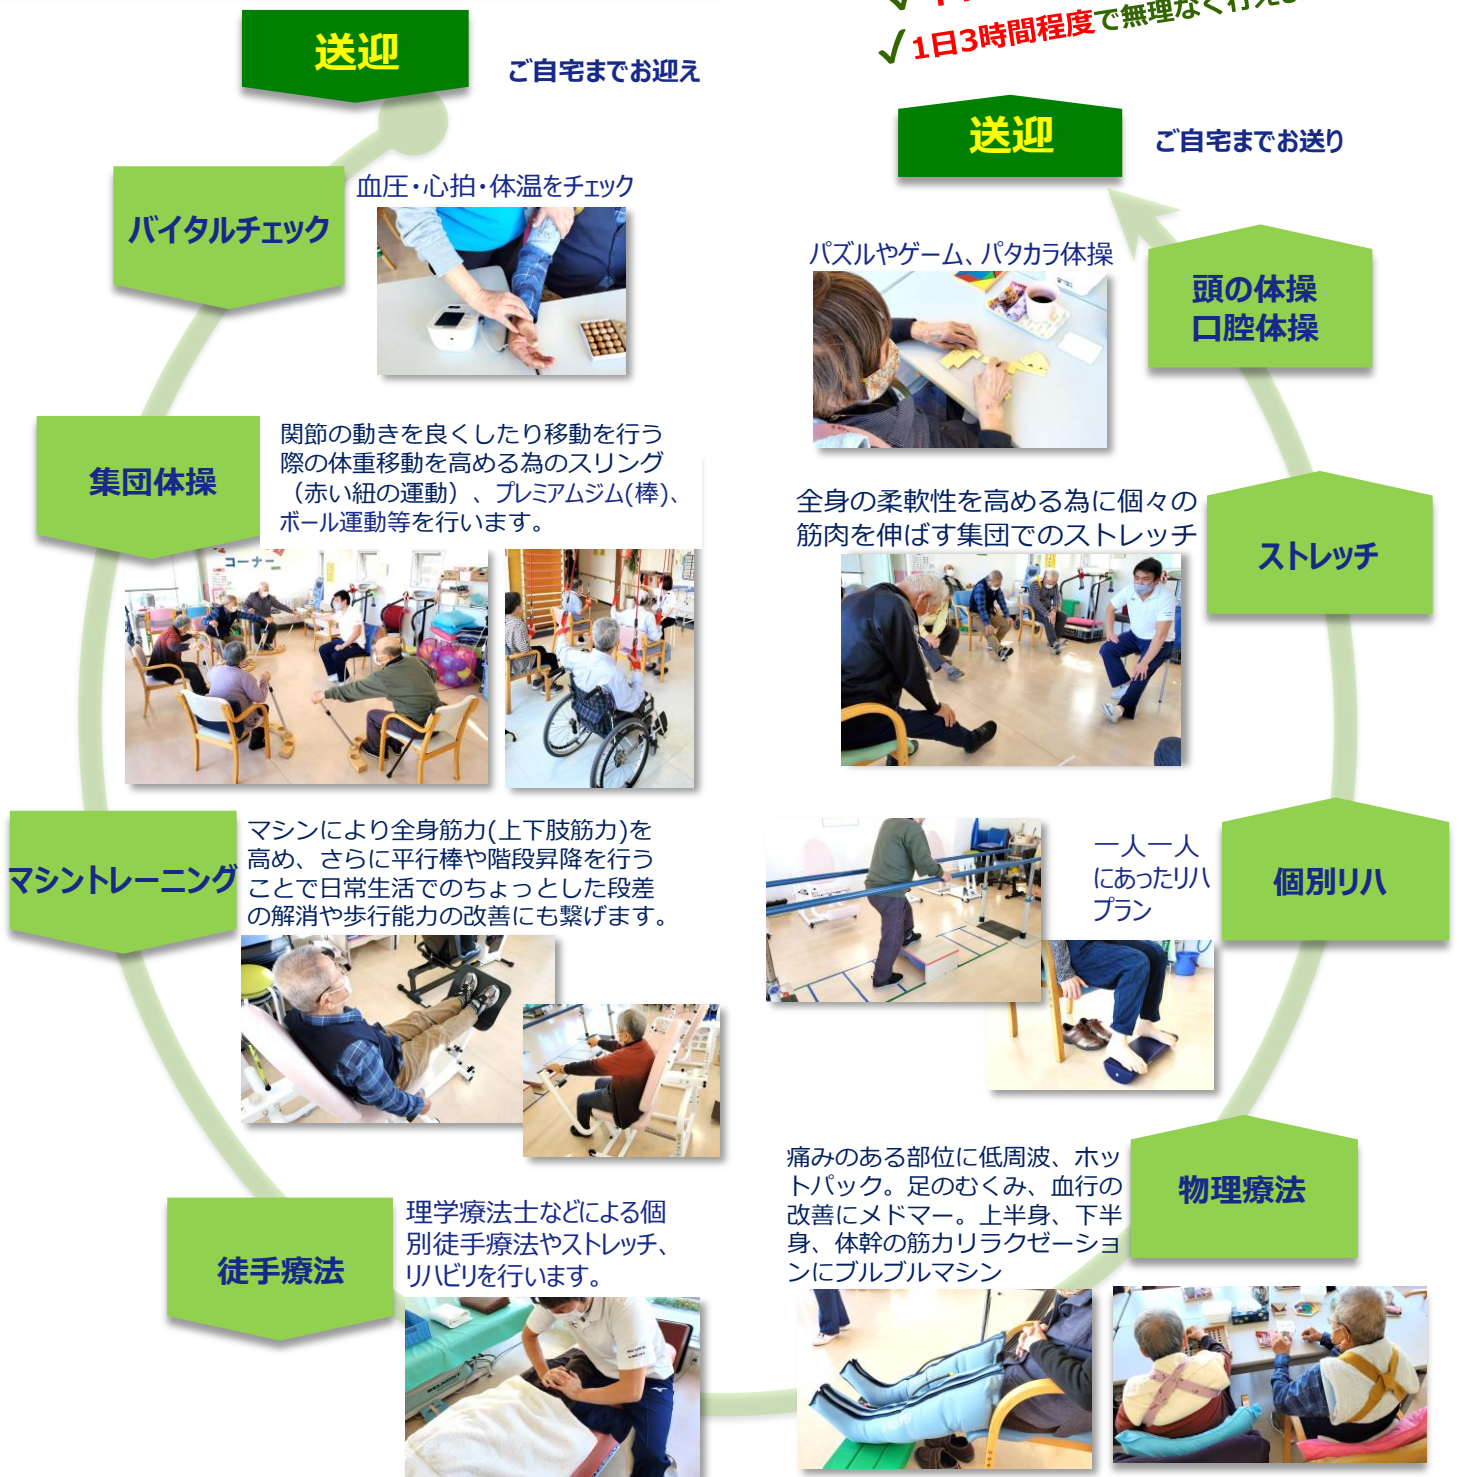 送迎
ご自宅までお迎え
バイタルチェック
血圧・心拍・体温をチェック
集団体操
関節の動きを良くしたり移動を行う
際の体重移動を高める為のスリング
（赤い紐の運動）、プレミアムジム(棒)、
ボール運動等を行います。
コーナー
マシントレーニング
マシンにより全身筋力(上下肢筋力)を
高め、さらに平行棒や階段昇降を行う
ことで日常生活でのちょっとした段差
の解消や歩行能力の改善にも繋げます。
徒手療法
理学療法士などによる個
別徒手療法やストレッチ、
リハビリを行います。
BELMONT
✓1日3時間程度で無理なく行え
送迎
ご自宅までお送り
パズルやゲーム、パタカラ体操
頭の体操
口腔体操
全身の柔軟性を高める為に個々の
筋肉を伸ばす集団でのストレッチ
ストレッチ
一人一人
にあったリハ
プラン
個別リハ
痛みのある部位に低周波、ホッ
トパック。足のむくみ、血行の
改善にメドマー。上半身、下半
身、体幹の筋力リラクゼーショ
ンにブルブルマシン
物理療法